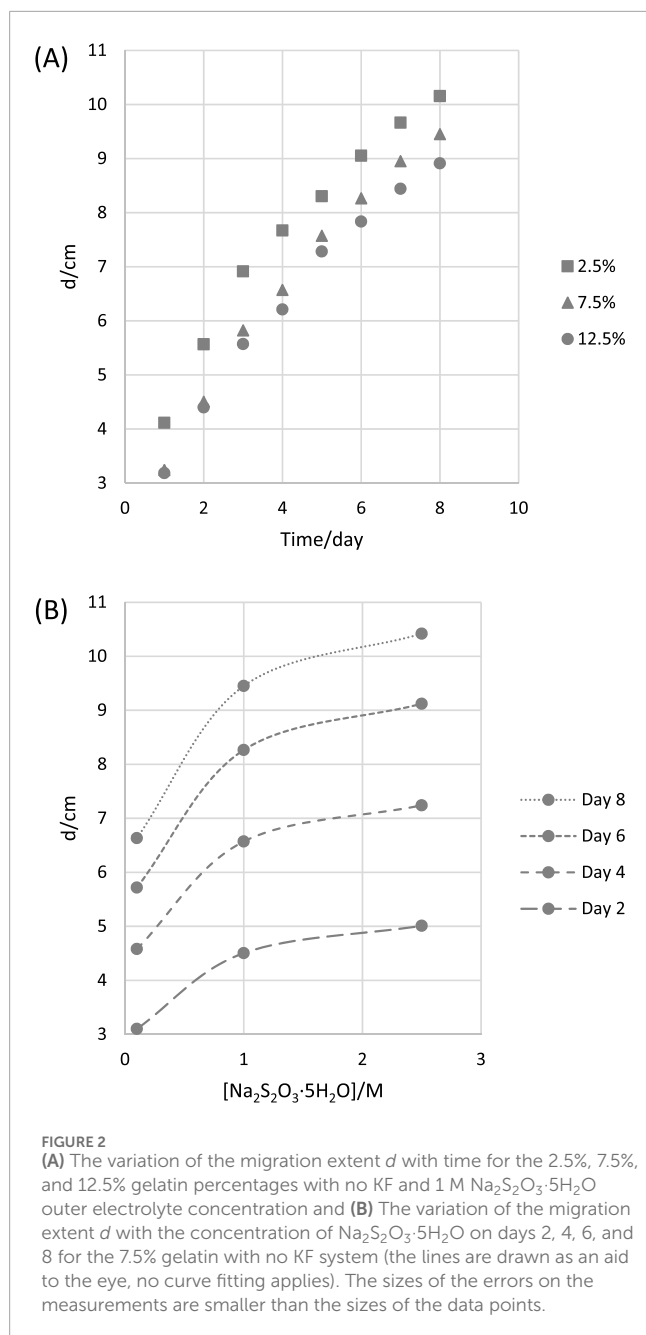 (A)
11
10
9
8
7
6
5
4
3
d/cm
0 2 4 6 8 10
Time/day
2.5%
7.5%
12.5%
(B)
11
10
9
8
7
6
5
4
3
d/cm
0 1 2 3
[Na₂S₂O₃·5H₂O]/M
Day 8
Day 6
Day 4
Day 2
FIGURE 2
(A) The variation of the migration extent d with time for the 2.5%, 7.5%,
and 12.5% gelatin percentages with no KF and 1 M Na₂S₂O₃·5H₂O
outer electrolyte concentration and (B) The variation of the migration
extent d with the concentration of Na₂S₂O₃·5H₂O on days 2, 4, 6, and
8 for the 7.5% gelatin with no KF system (the lines are drawn as an aid
to the eye, no curve fitting applies). The sizes of the errors on the
measurements are smaller than the sizes of the data points.